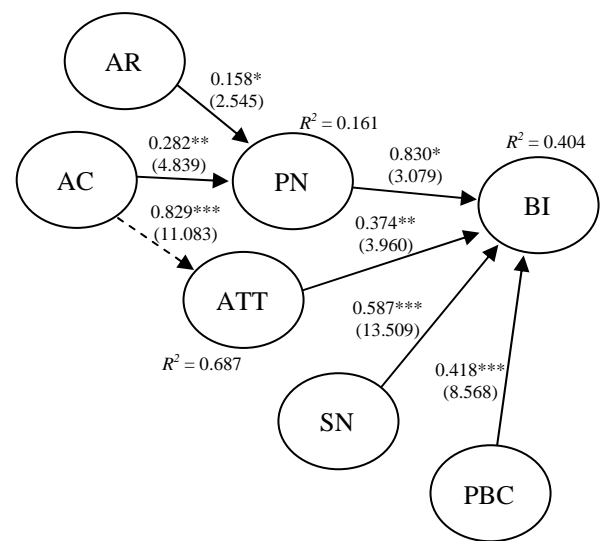 AR
0.158*
(2.545)
R² = 0.161
R² = 0.404
0.282**
(4.839)
AC
PN
0.830*
(3.079)
BI
0.829***
(11.083)
0.374**
(3.960)
ATT
R² = 0.687
0.587***
(13.509)
0.418***
(8.568)
SN
PBC